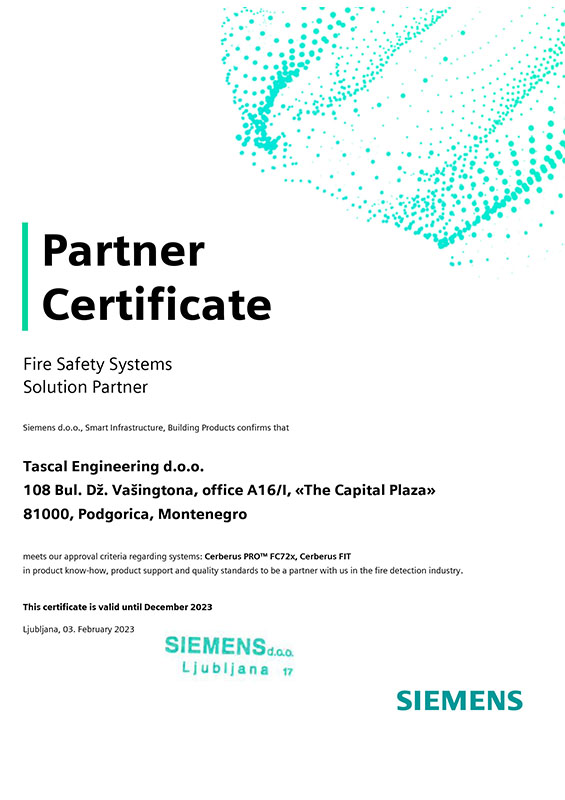 Partner
Certificate
Fire Safety Systems
Solution Partner
Siemens d.o.o., Smart Infrastructure, Building Products confirms that
Tascal Engineering d.o.o.
108 Bul. Dž. Vašingtona, office A16/I, «The Capital Plaza»
81000, Podgorica, Montenegro
meets our approval criteria regarding systems: Cerberus PRO™ FC72x, Cerberus FIT
in product know-how, product support and quality standards to be a partner with us in the fire detection industry.
This certificate is valid until December 2023
Ljubljana, 03. February 2023
SIEMENS d.o.o.
Ljubljana 17
SIEMENS